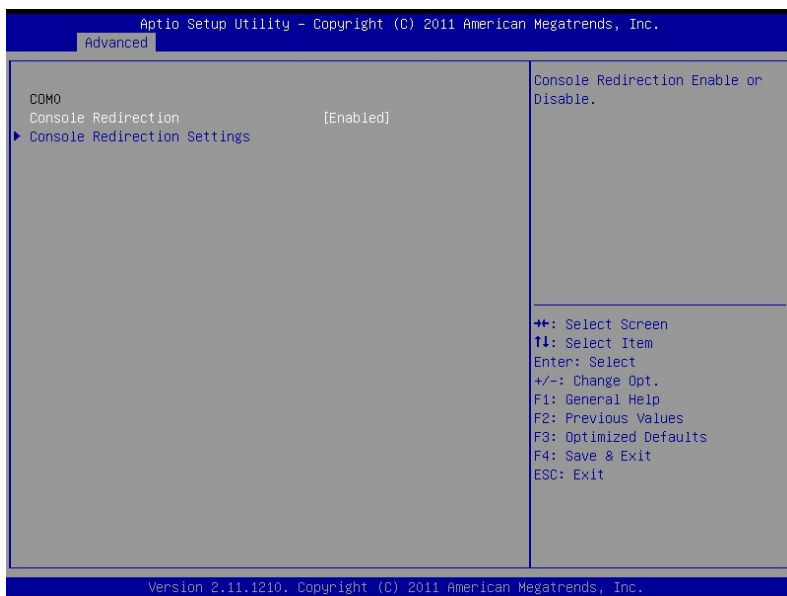 Aptio Setup Utility - Copyright (C) 2011 American Megatrends, Inc.
Advanced
COM0
Console Redirection [Enabled]
Console Redirection Settings
Console Redirection Enable or
Disable.
→←: Select Screen
↑↓: Select Item
Enter: Select
+/-: Change Opt.
F1: General Help
F2: Previous Values
F3: Optimized Defaults
F4: Save & Exit
ESC: Exit
Version 2.11.1210. Copyright (C) 2011 American Megatrends, Inc.